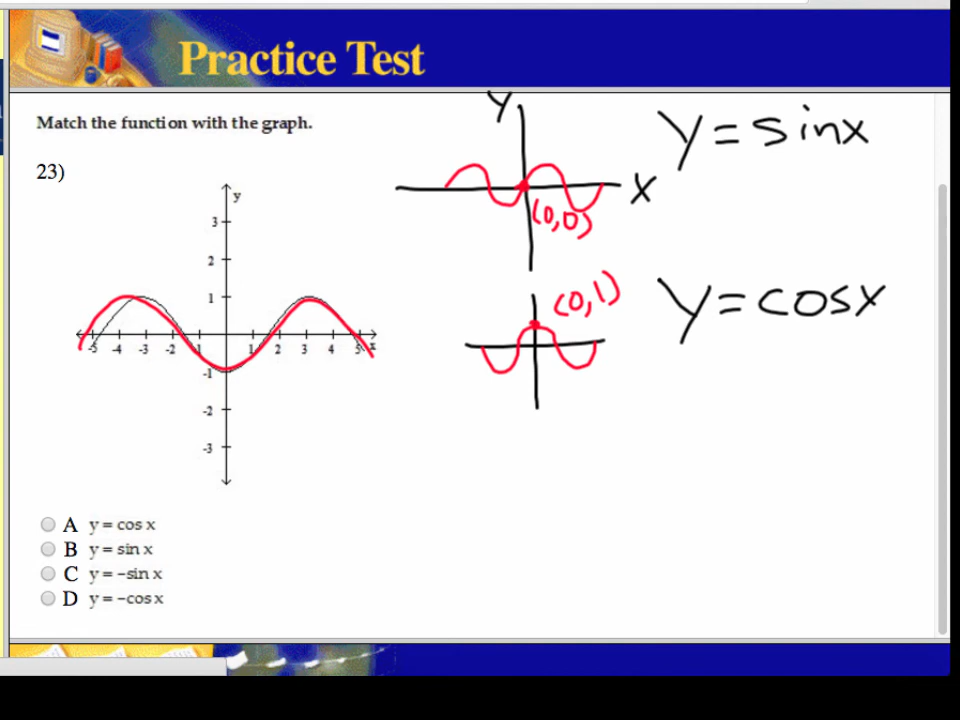 Practice Test
Match the function with the graph.
23)
y
3
2
1
-5 -4 -3 -2 -1 1 2 3 4 5 x
-1
-2
-3
A y = cos x
B y = sin x
C y = -sin x
D y = -cos x
Y
X
(0,0)
y = sinx
(0,1)
y = cosx